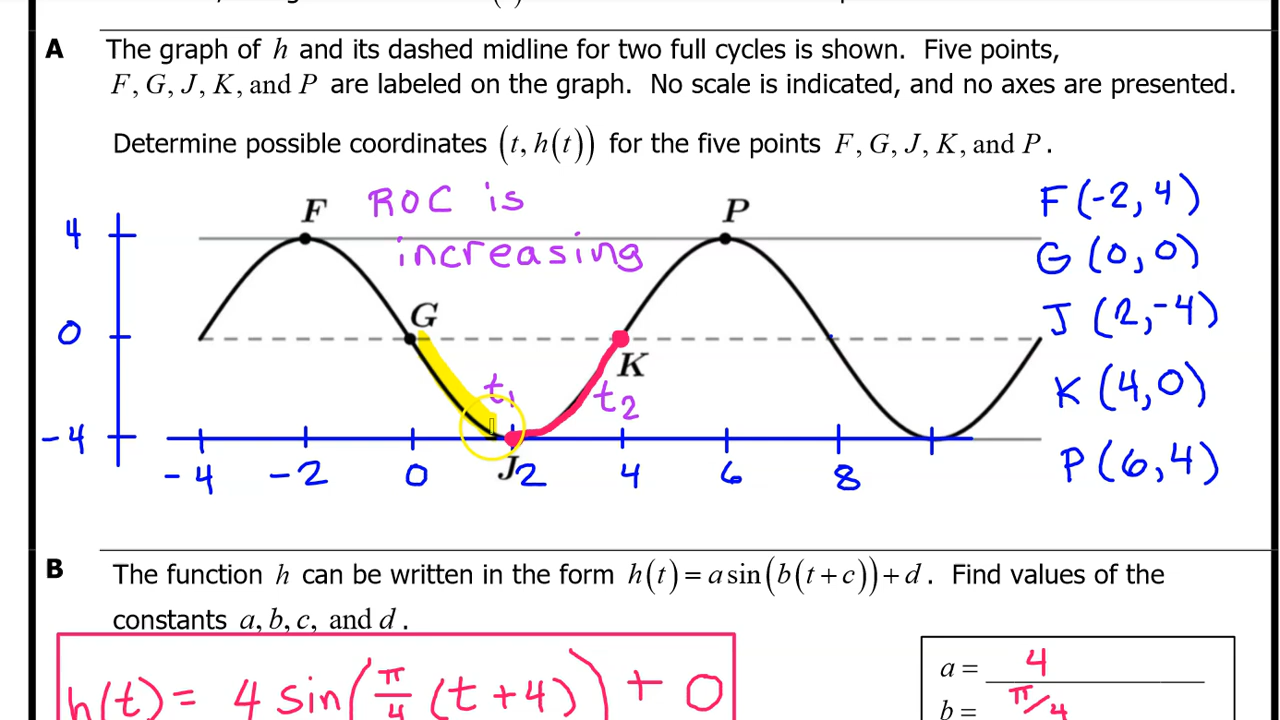 A The graph of h and its dashed midline for two full cycles is shown. Five points,
F, G, J, K, and P are labeled on the graph. No scale is indicated, and no axes are presented.
Determine possible coordinates (t, h(t)) for the five points F, G, J, K, and P.
F ROC is P F(-2, 4)
4 increasing G (0, 0)
G J (2, -4)
0 K
t₁ t₂ K (4, 0)
-4
J P(6, 4)
-4 -2 0 2 4 6 8
B The function h can be written in the form h(t) = a sin(b(t + c)) + d. Find values of the
constants a, b, c, and d.
h(t) = 4 sin(π/4 (t + 4)) + 0
a = 4
b = π/4